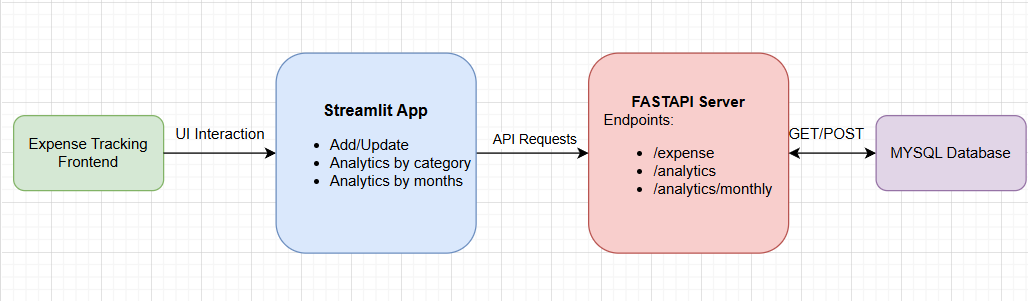 Expense Tracking
Frontend
UI Interaction
Streamlit App
• Add/Update
• Analytics by category
• Analytics by months
API Requests
FASTAPI Server
Endpoints:
• /expense
• /analytics
• /analytics/monthly
GET/POST
MYSQL Database